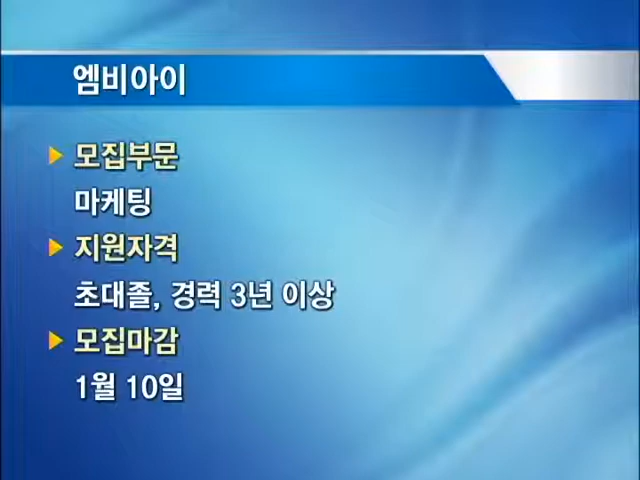 엠비아이
모집부문
마케팅
지원자격
초대졸, 경력 3년 이상
모집마감
1월 10일